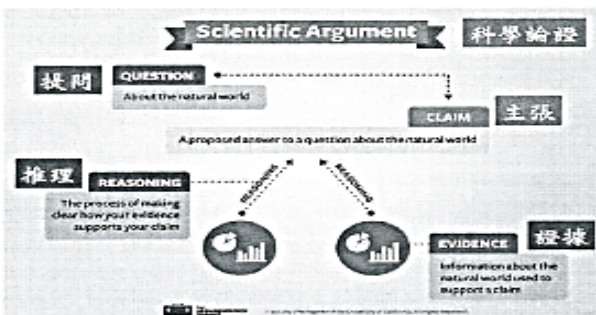 Scientific Argument
科學論證
提問
QUESTION
About the natural world
CLAIM
主張
A proposed answer to a question about the natural world
推理
REASONING
The process of making
clear how your evidence
supports your claim
REASONING
REASONING
EVIDENCE
證據
Information about the
natural world used to
support a claim